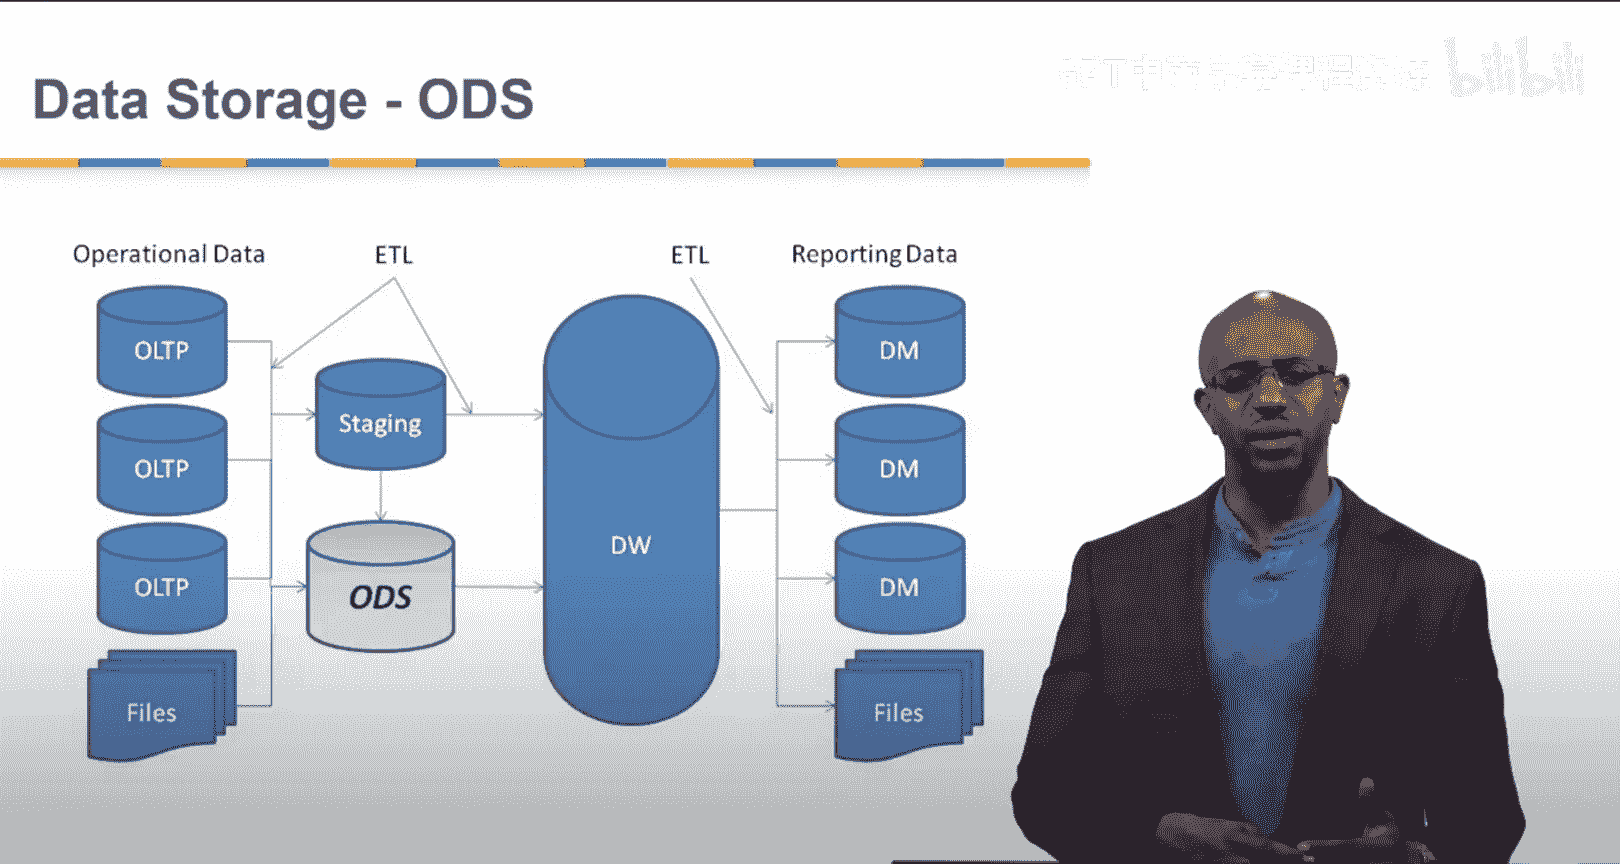 Data Storage - ODS
bilibili
Operational Data
ETL
ETL
Reporting Data
OLTP
DM
Staging
OLTP
DM
DW
OLTP
ODS
DM
Files
Files